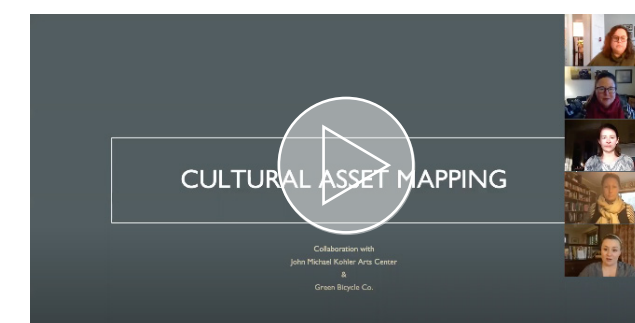 CULTURAL ASSET MAPPING
Collaboration with
John Michael Kohler Arts Center
&
Green Bicycle Co.